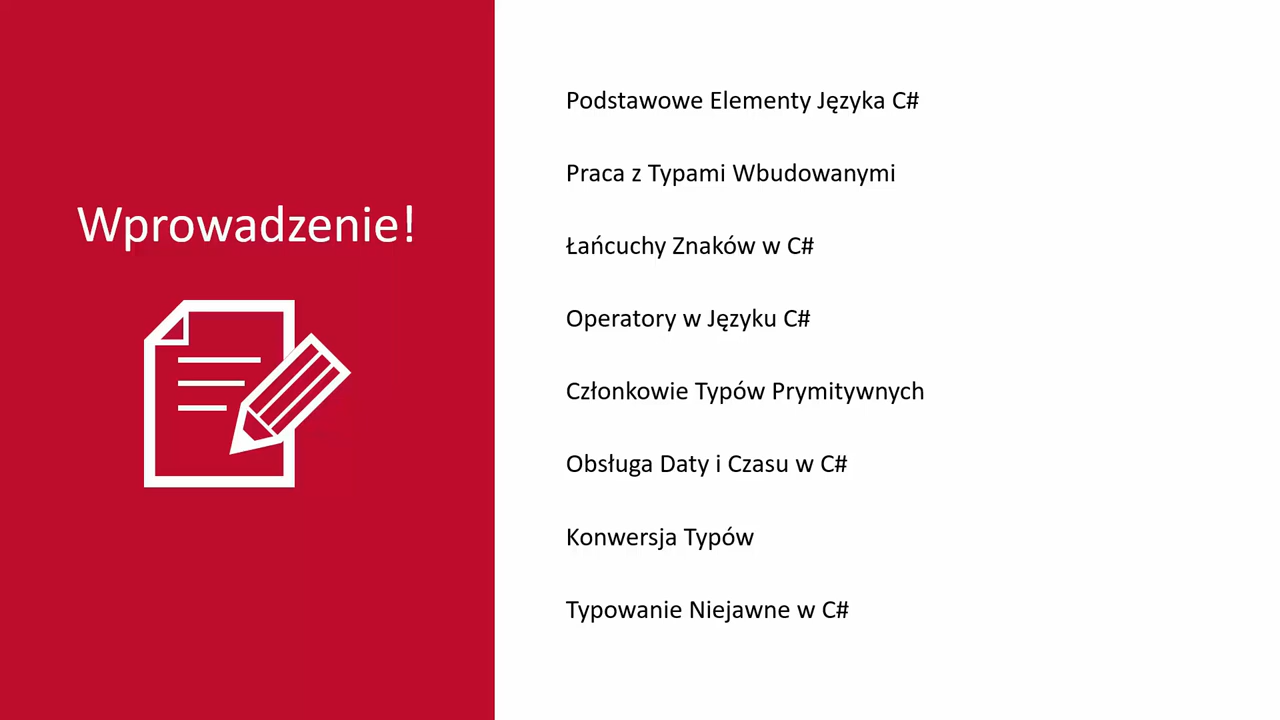 Wprowadzenie!
Podstawowe Elementy Języka C#
Praca z Typami Wbudowanymi
Łańcuchy Znaków w C#
Operatory w Języku C#
Członkowie Typów Prymitywnych
Obsługa Daty i Czasu w C#
Konwersja Typów
Typowanie Niejawne w C#